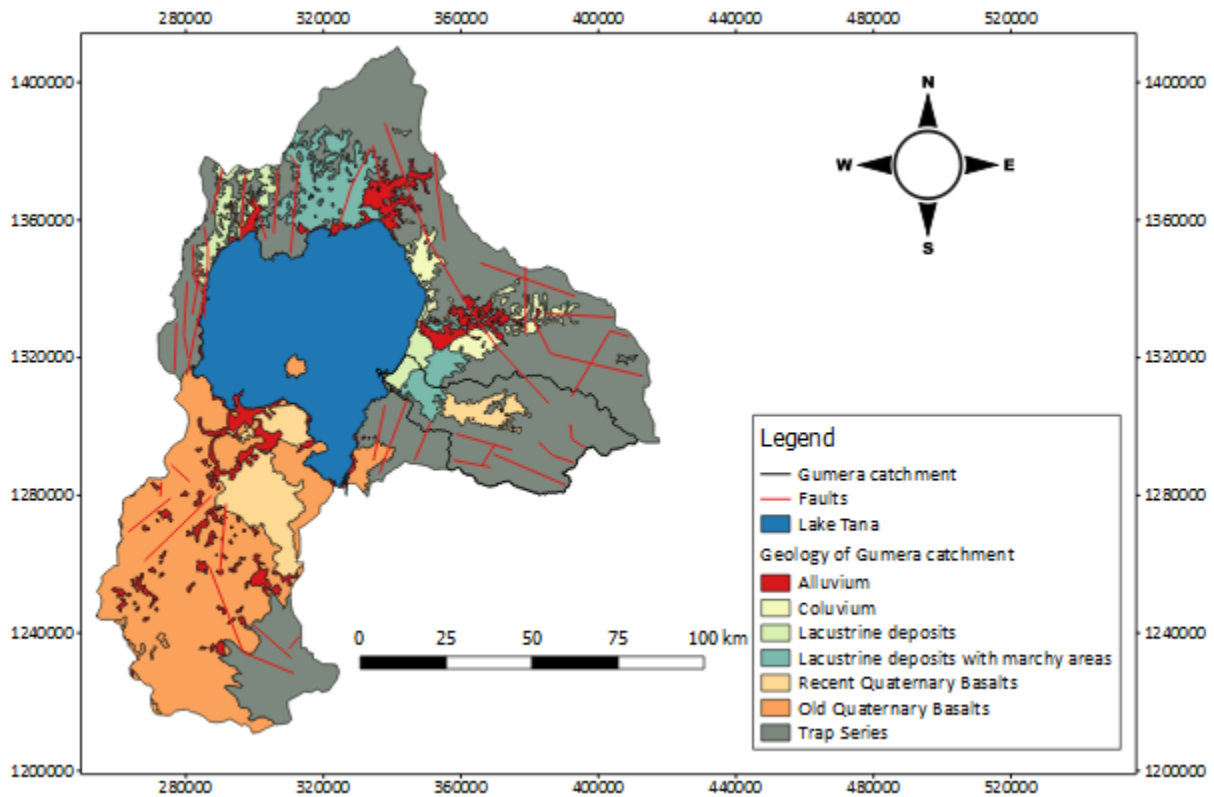 280000 320000 360000 400000 440000 480000 520000
1400000 1400000
N
W E
S
1360000 1360000
1320000 1320000
Legend
Gumera catchment
1280000 1280000
Faults
Lake Tana
Geology of Gumera catchment
Alluvium
Coluvium
Lacustrine deposits
1240000 1240000
0 25 50 75 100 km
Lacustrine deposits with marchy areas
Recent Quaternary Basalts
Old Quaternary Basalts
Trap Series
1200000 1200000
280000 320000 360000 400000 440000 480000 520000